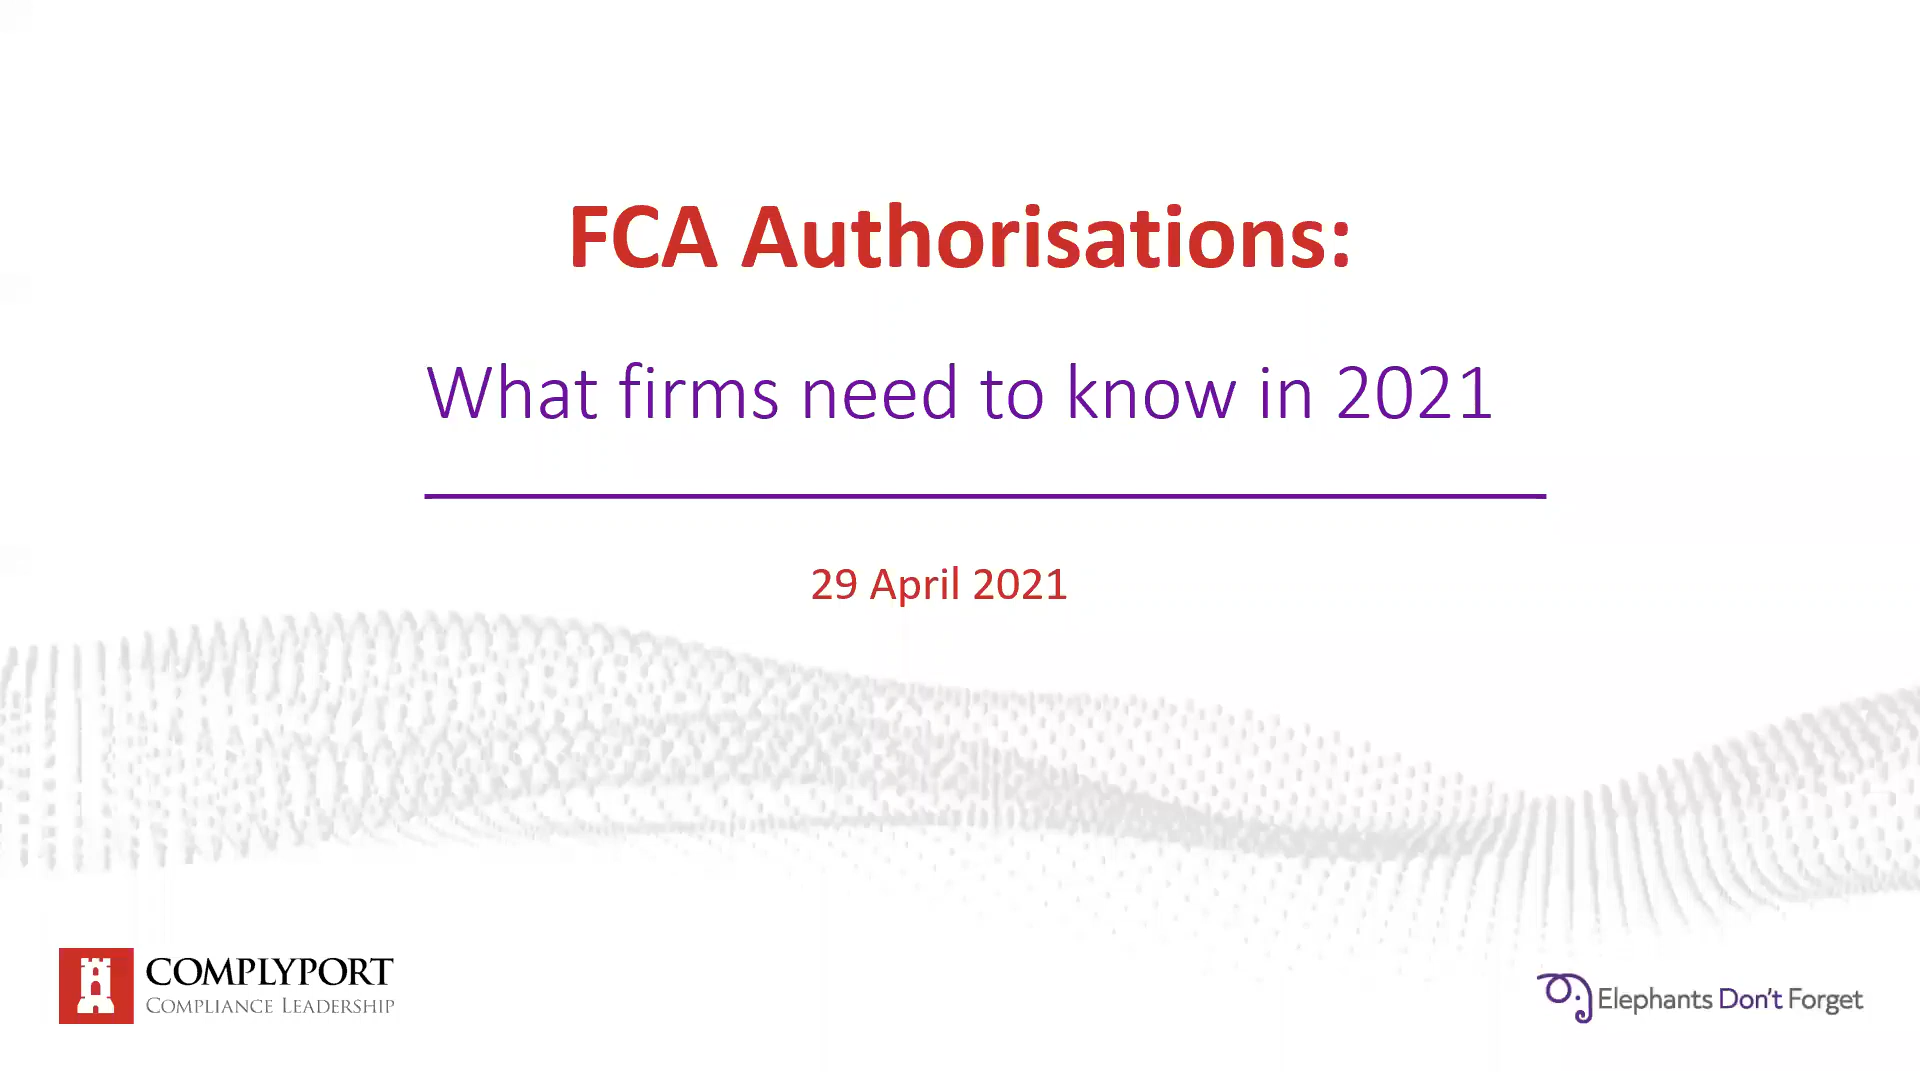 FCA Authorisations:
What firms need to know in 2021
29 April 2021
COMPLYPORT
COMPLIANCE LEADERSHIP
Elephants Don't Forget